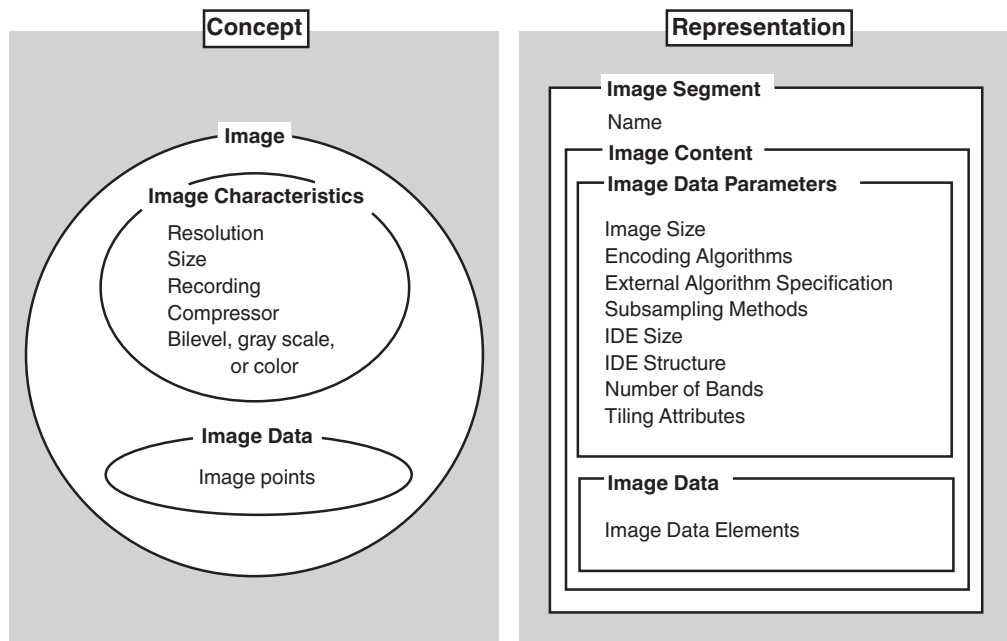 Concept
Image
Image Characteristics
Resolution
Size
Recording
Compressor
Bilevel, gray scale,
or color
Image Data
Image points
Representation
Image Segment
Name
Image Content
Image Data Parameters
Image Size
Encoding Algorithms
External Algorithm Specification
Subsampling Methods
IDE Size
IDE Structure
Number of Bands
Tiling Attributes
Image Data
Image Data Elements